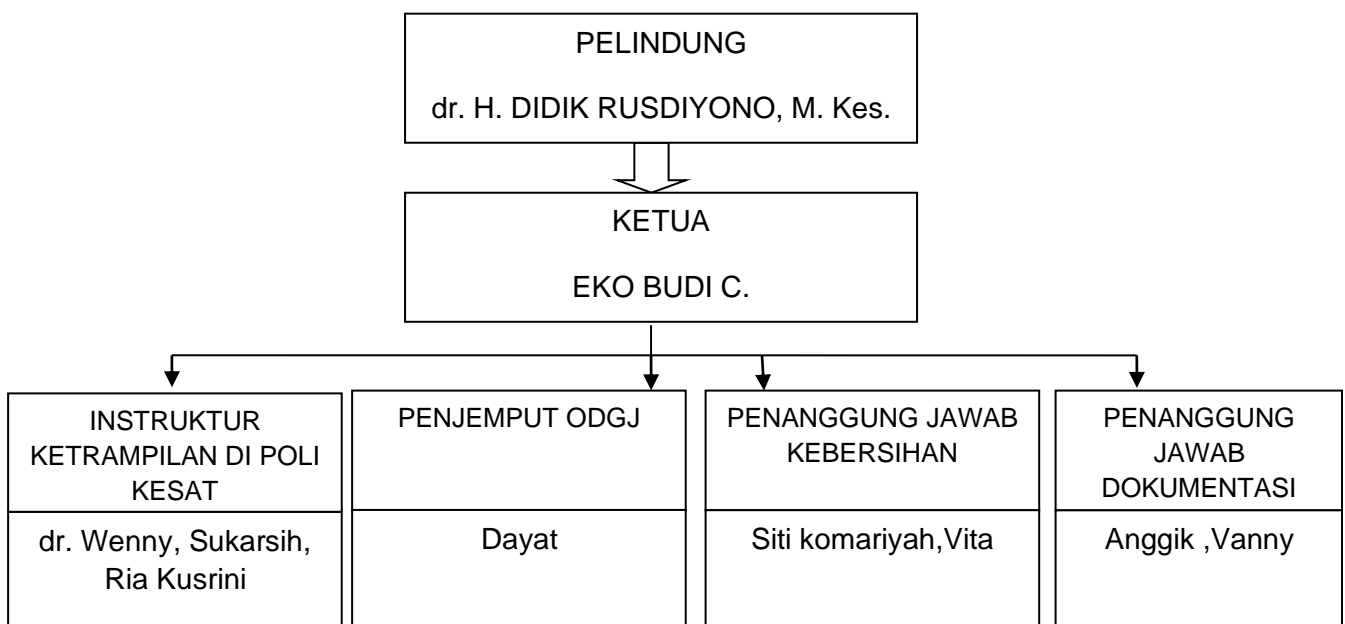 PELINDUNG
dr. H. DIDIK RUSDIYONO, M. Kes.
KETUA
EKO BUDI C.
INSTRUKTUR
KETRAMPILAN DI POLI
KESAT
dr. Wenny, Sukarsih,
Ria Kusrini
PENJEMPUT ODGJ
Dayat
PENANGGUNG JAWAB
KEBERSIHAN
Siti komariyah,Vita
PENANGGUNG
JAWAB
DOKUMENTASI
Anggik ,Vanny